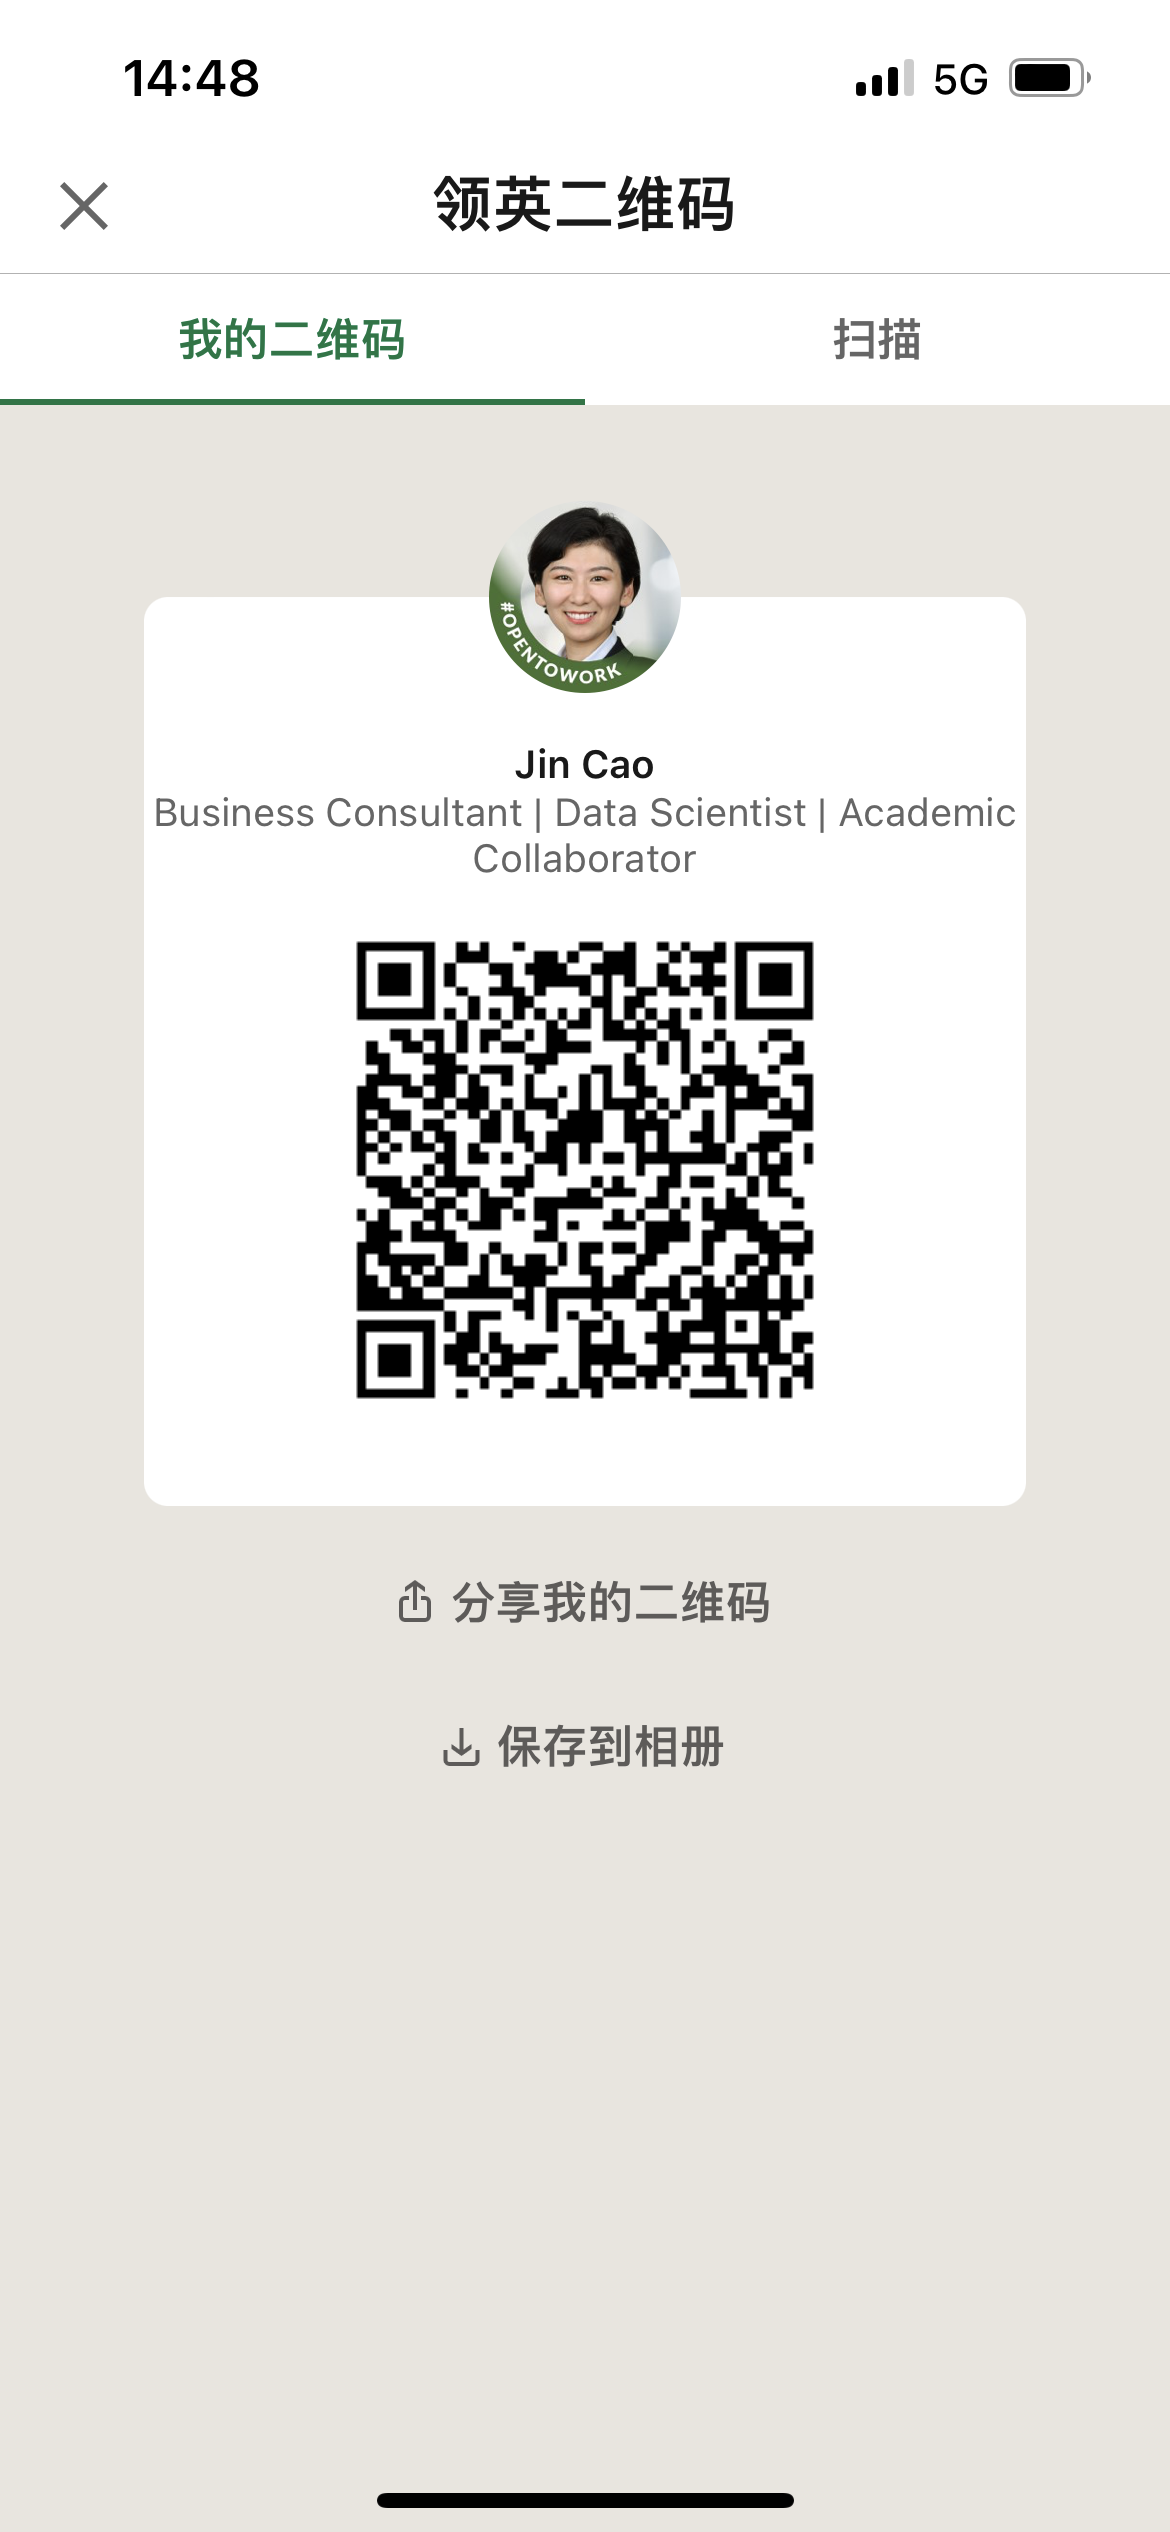 14:48
5G
领英二维码
我的二维码
扫描
#OPENTOWORK
Jin Cao
Business Consultant | Data Scientist | Academic
Collaborator
分享我的二维码
保存到相册